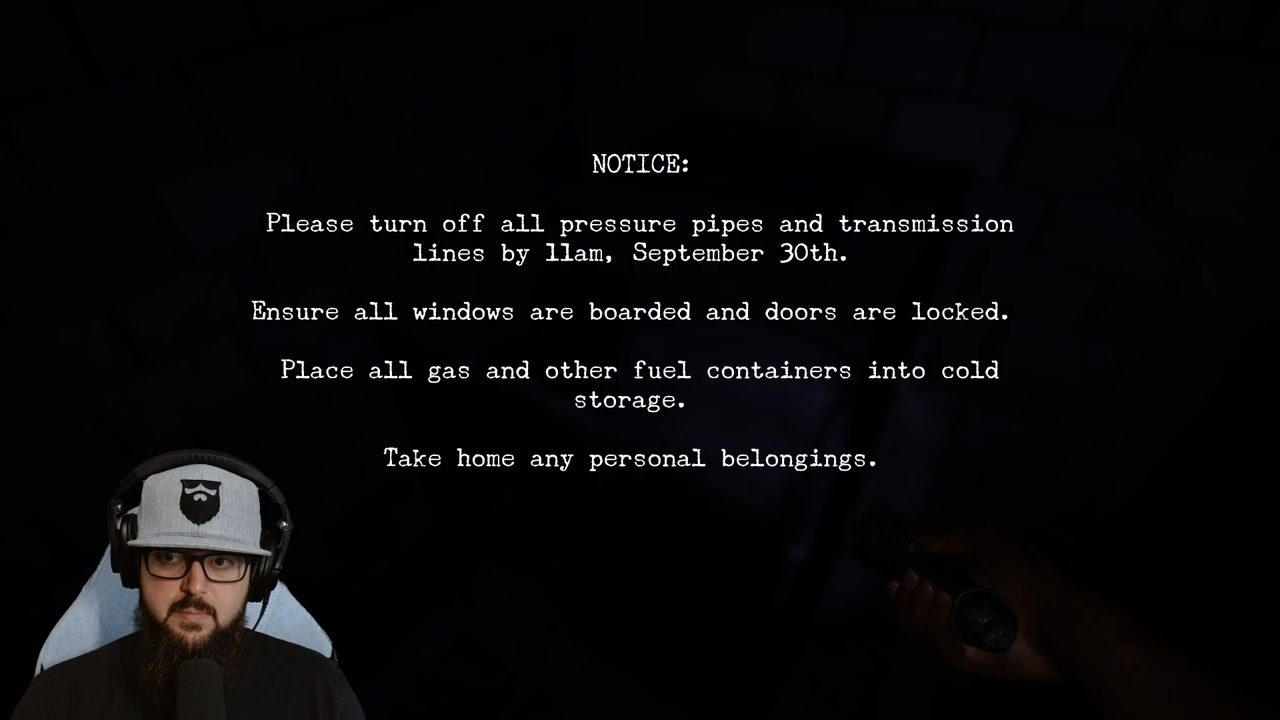 NOTICE:
Please turn off all pressure pipes and transmission
lines by 11am, September 30th.
Ensure all windows are boarded and doors are locked.
Place all gas and other fuel containers into cold
storage.
Take home any personal belongings.